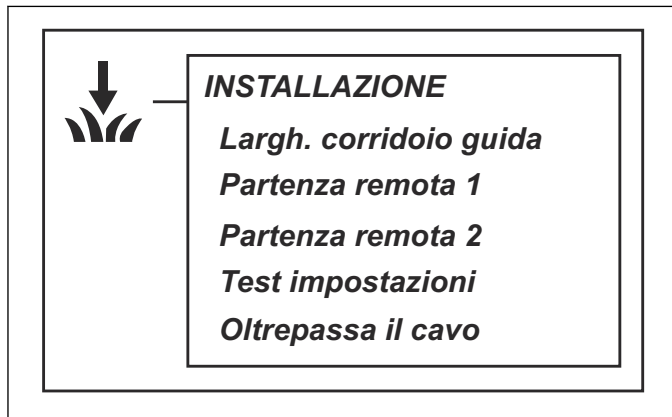 INSTALLAZIONE
Largh. corridoio guida
Partenza remota 1
Partenza remota 2
Test impostazioni
Oltrepassa il cavo